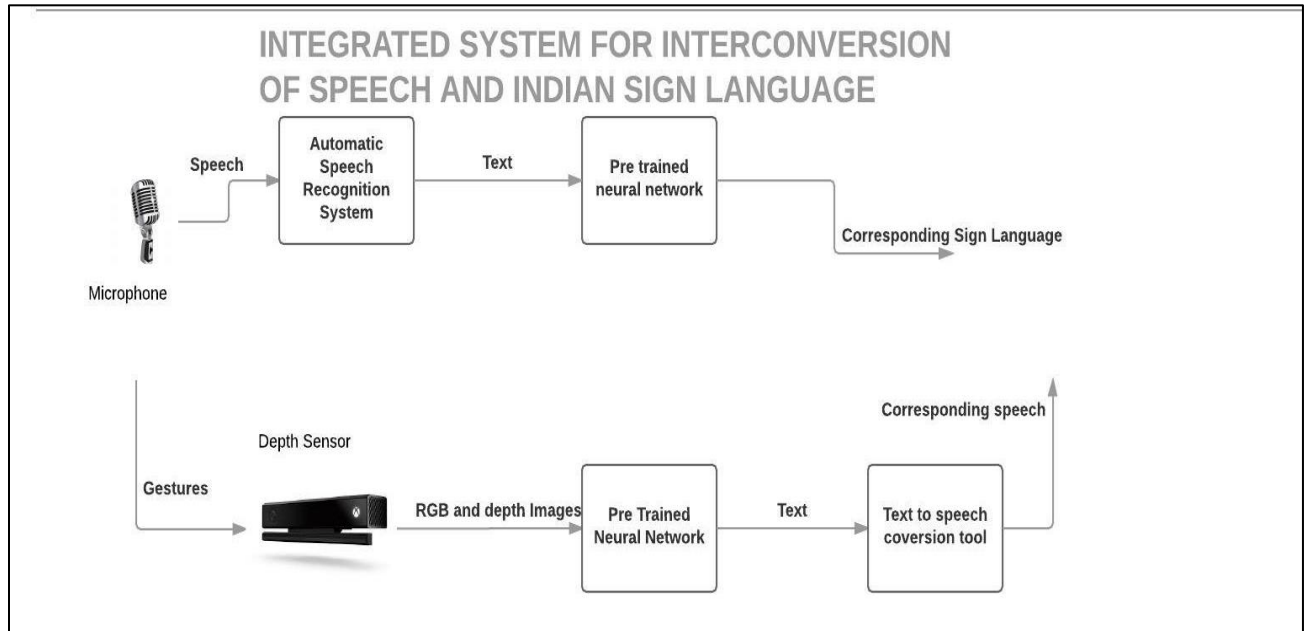 INTEGRATED SYSTEM FOR INTERCONVERSION
OF SPEECH AND INDIAN SIGN LANGUAGE
Speech
Automatic
Speech
Recognition
System
Text
Pre trained
neural network
Corresponding Sign Language
Microphone
Corresponding speech
Depth Sensor
Gestures
RGB and depth Images
Pre Trained
Neural Network
Text
Text to speech
coversion tool